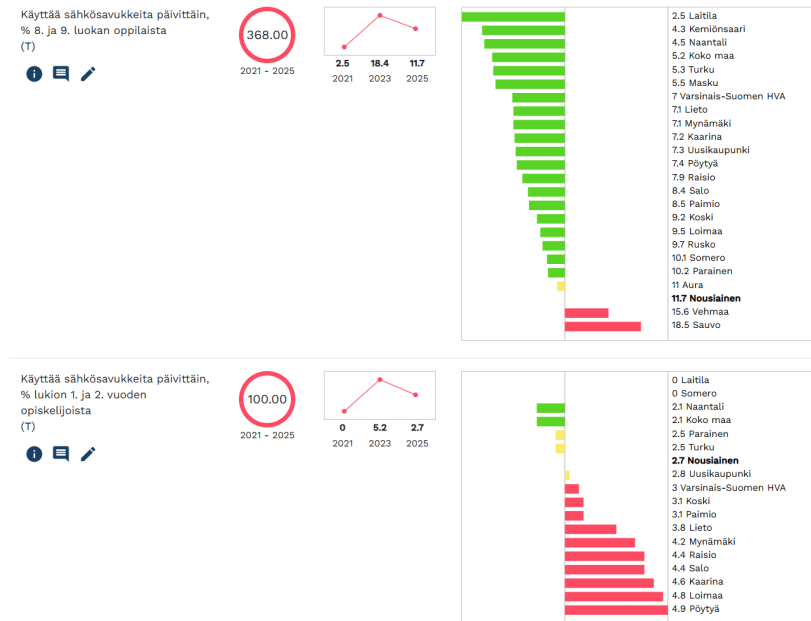 Käyttää sähkösavukkeita päivittäin,
% 8. ja 9. luokan oppilaista
(T)
368.00
2021 - 2025
2.5 18.4 11.7
2021 2023 2025
2.5 Laitila
4.3 Kemiönsaari
4.5 Naantali
5.2 Koko maa
5.3 Turku
5.5 Masku
7 Varsinais-Suomen HVA
7.1 Lieto
7.1 Mynämäki
7.2 Kaarina
7.3 Uusikaupunki
7.4 Pöytyä
7.9 Raisio
8.4 Salo
8.5 Paimio
9.2 Koski
9.5 Loimaa
9.7 Rusko
10.1 Somero
10.2 Parainen
11 Aura
11.7 Nousiainen
15.6 Vehmaa
18.5 Sauvo
Käyttää sähkösavukkeita päivittäin,
% lukion 1. ja 2. vuoden
opiskelijoista
(T)
100.00
2021 - 2025
0 5.2 2.7
2021 2023 2025
0 Laitila
0 Somero
2.1 Naantali
2.1 Koko maa
2.5 Parainen
2.5 Turku
2.7 Nousiainen
2.8 Uusikaupunki
3 Varsinais-Suomen HVA
3.1 Koski
3.1 Paimio
3.8 Lieto
4.2 Mynämäki
4.4 Raisio
4.4 Salo
4.6 Kaarina
4.8 Loimaa
4.9 Pöytyä